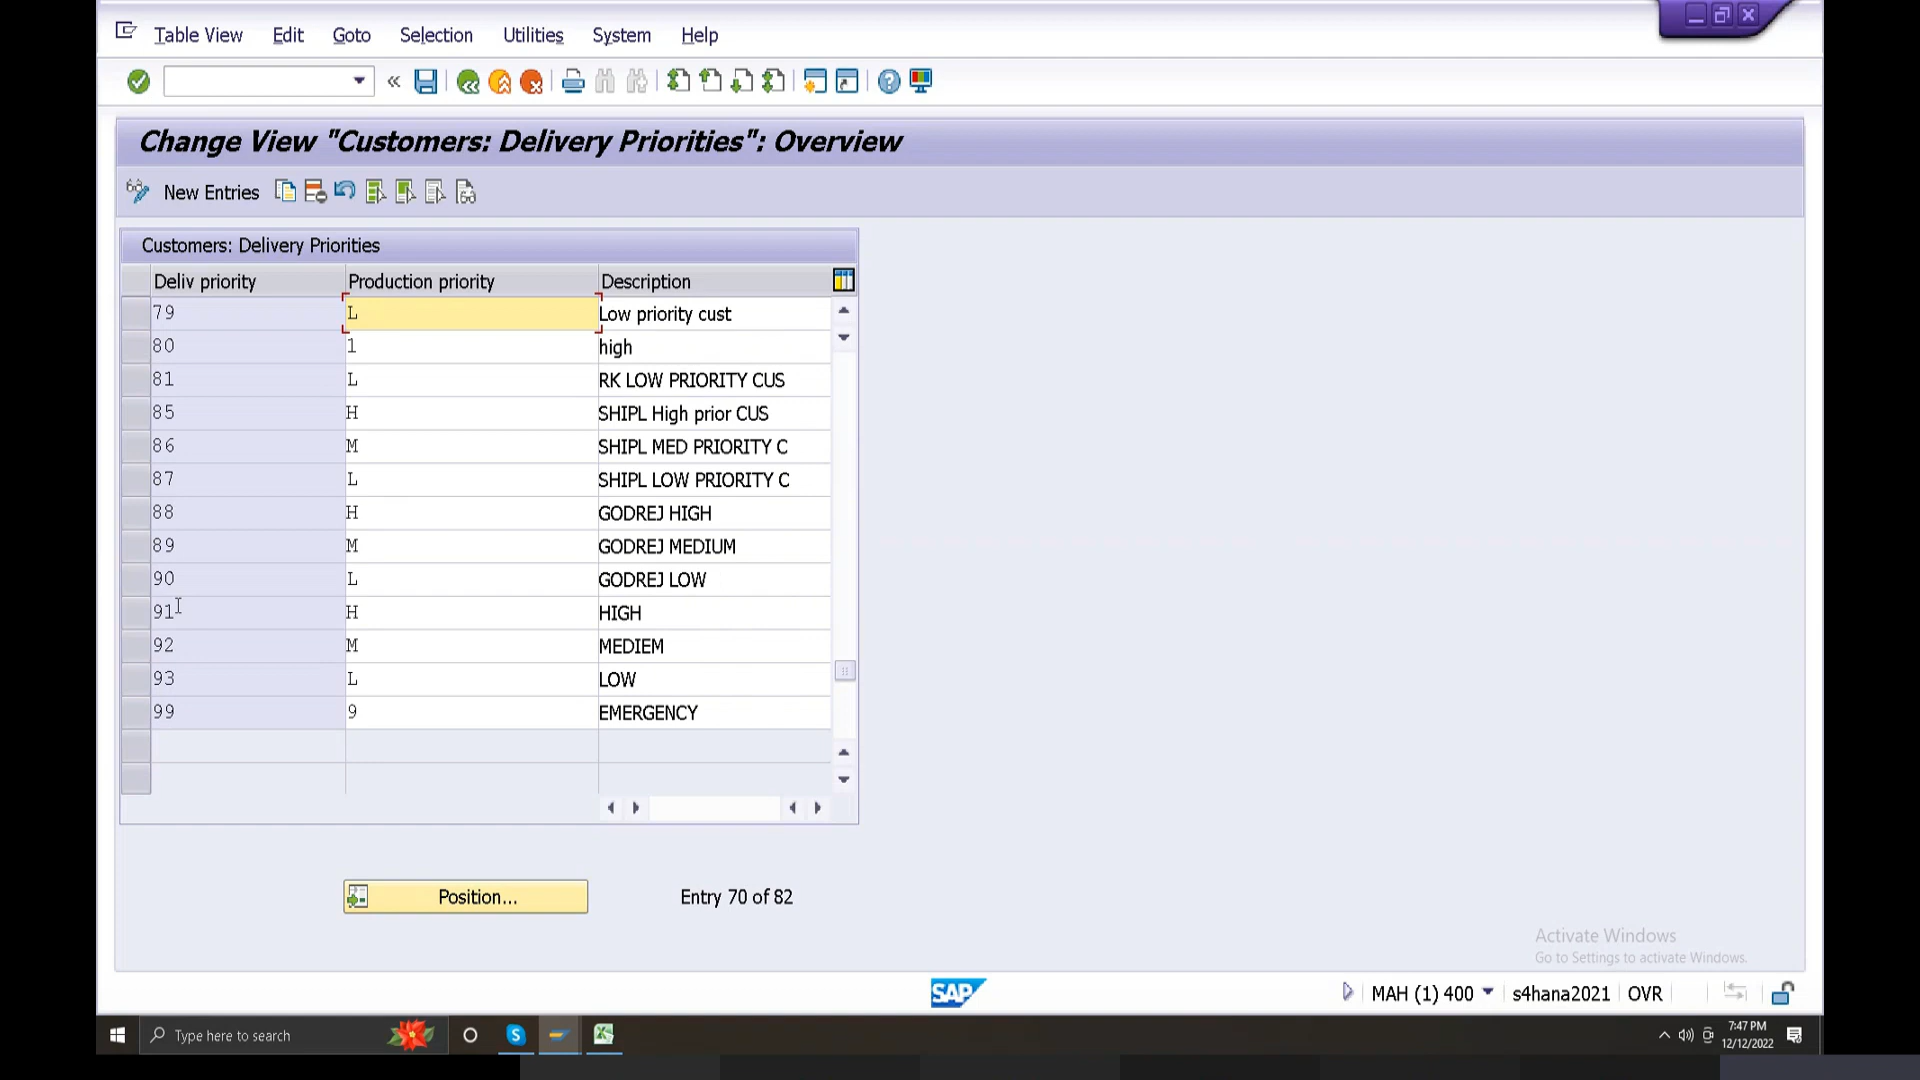 Table View Edit Goto Selection Utilities System Help
Change View "Customers: Delivery Priorities": Overview
New Entries
Customers: Delivery Priorities
Deliv priority Production priority Description
79 L Low priority cust
80 1 high
81 L RK LOW PRIORITY CUS
85 H SHIPL High prior CUS
86 M SHIPL MED PRIORITY C
87 L SHIPL LOW PRIORITY C
88 H GODREJ HIGH
89 M GODREJ MEDIUM
90 L GODREJ LOW
91 H HIGH
92 M MEDIEM
93 L LOW
99 9 EMERGENCY
Position... Entry 70 of 82
Activate Windows
Go to Settings to activate Windows.
SAP MAH (1) 400 s4hana2021 OVR
Type here to search
7:47 PM
12/12/2022